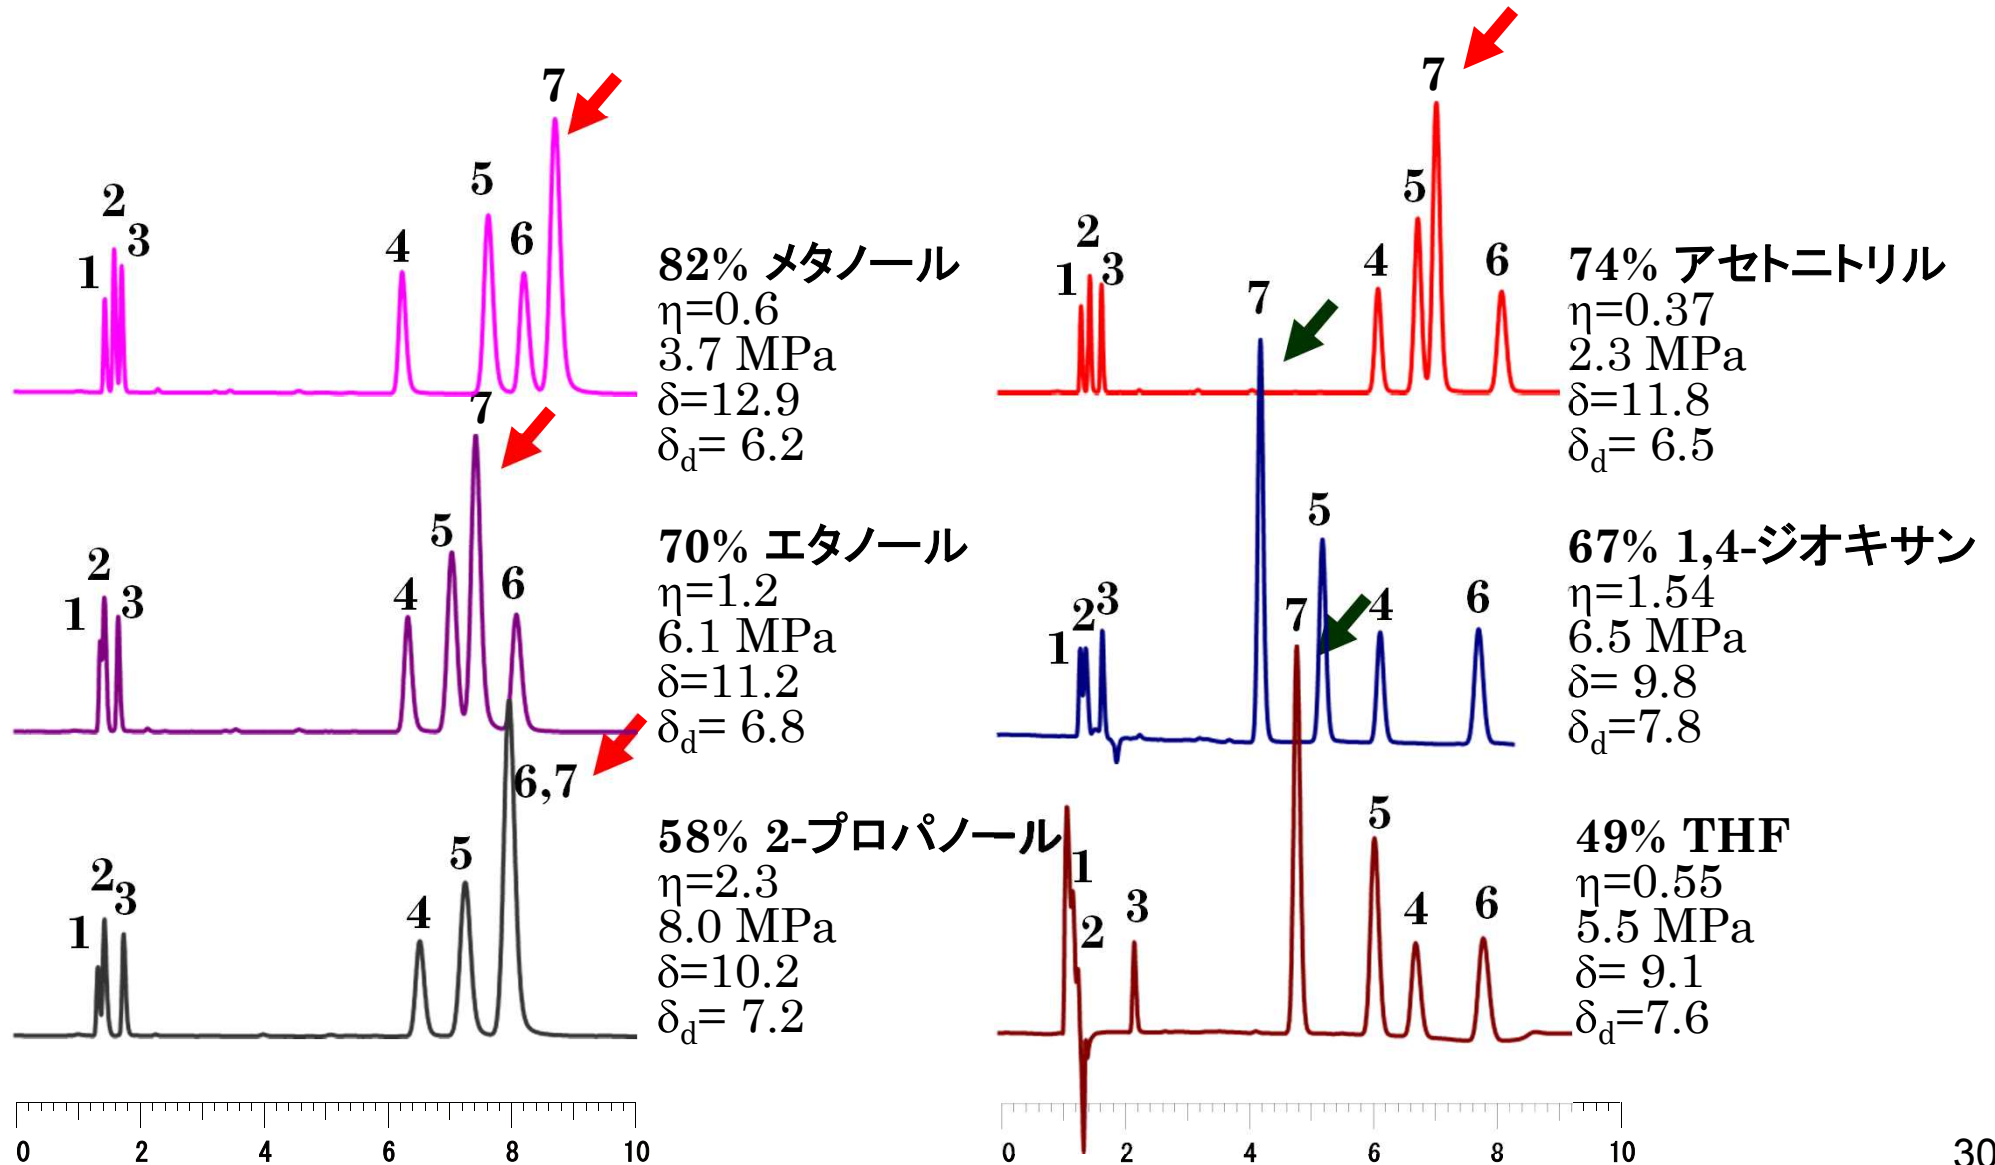 7
5
2
3
1
4
6
82% メタノール
η=0.6
3.7 MPa
δ=12.9
δd= 6.2
7
5
2
1
3
4
6
70% エタノール
η=1.2
6.1 MPa
δ=11.2
δd= 6.8
6,7
5
2
3
1
4
58% 2-プロパノール
η=2.3
8.0 MPa
δ=10.2
δd= 7.2
0 2 4 6 8 10
7
5
2
1
3
4
6
74% アセトニトリル
η=0.37
2.3 MPa
δ=11.8
δd= 6.5
7
5
2
3
1
4
6
67% 1,4-ジオキサン
η=1.54
6.5 MPa
δ= 9.8
δd=7.8
7
5
1
3
2
4
6
49% THF
η=0.55
5.5 MPa
δ= 9.1
δd=7.6
0 2 4 6 8 10
30